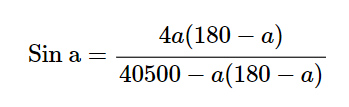 Sin a = 4a(180 − a) / 40500 − a(180 − a)